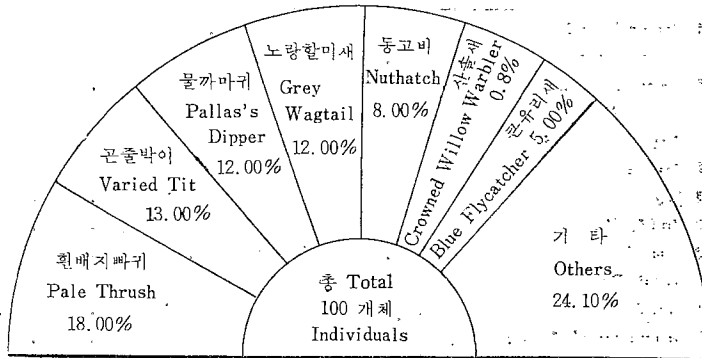 흰배지빠귀
Pale Thrush
18.00%
곤줄박이
Varied Tit
13.00%
물까마귀
Pallas's
Dipper
12.00%
노랑할미새
Grey
Wagtail
12.00%
동고비
Nuthatch
8.00%
산솔새
Crowned Willow Warbler
0.8%
큰유리새
Blue Flycatcher 5.00%
기 타
Others
24.10%
총 Total
100 개체
Individuals